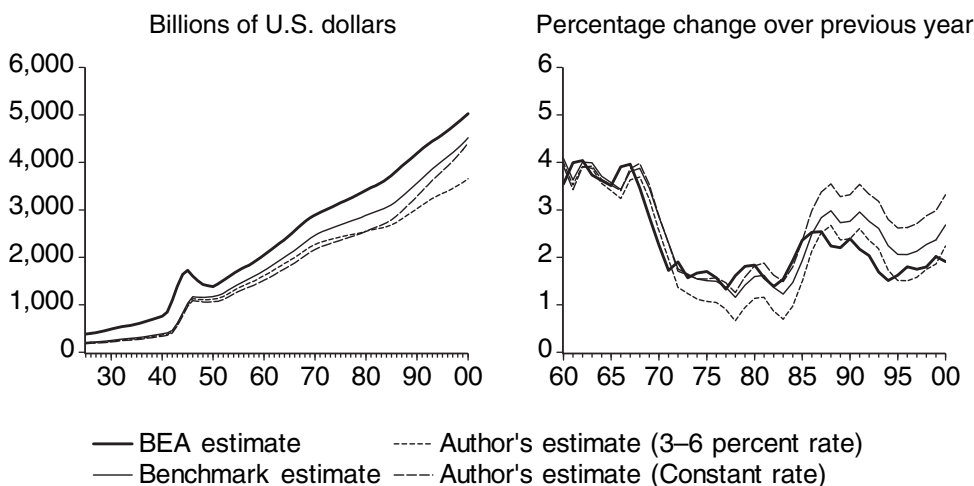 Billions of U.S. dollars
Percentage change over previous year
6,000
5,000
4,000
3,000
2,000
1,000
0
30 40 50 60 70 80 90 00
6
5
4
3
2
1
0
60 65 70 75 80 85 90 95 00
BEA estimate
Author's estimate (3–6 percent rate)
Benchmark estimate
Author's estimate (Constant rate)